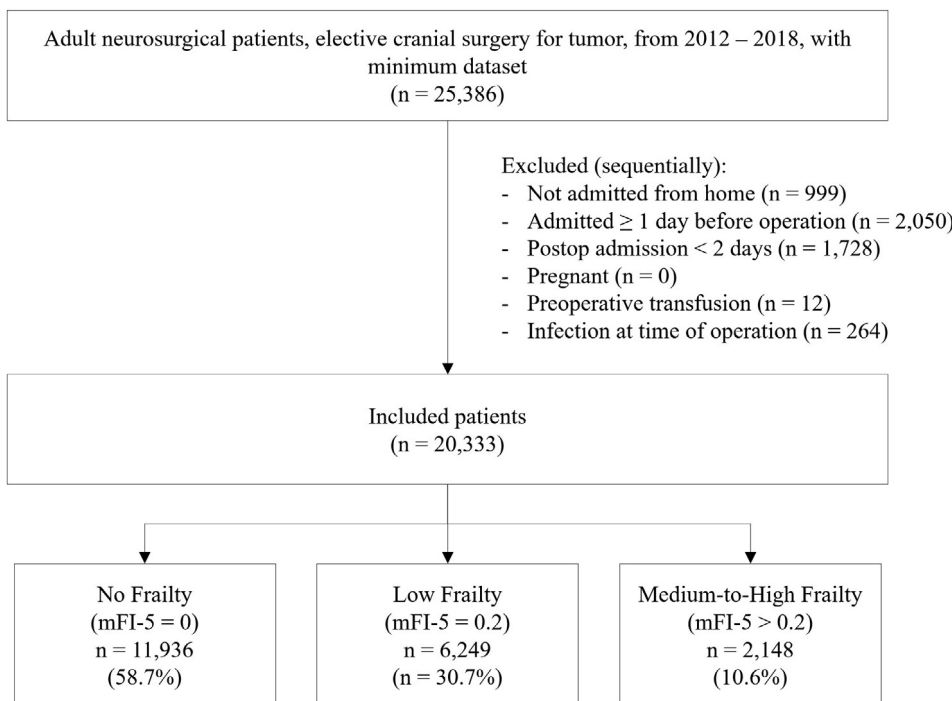 Adult neurosurgical patients, elective cranial surgery for tumor, from 2012 – 2018, with
minimum dataset
(n = 25,386)
Excluded (sequentially):
- Not admitted from home (n = 999)
- Admitted ≥ 1 day before operation (n = 2,050)
- Postop admission < 2 days (n = 1,728)
- Pregnant (n = 0)
- Preoperative transfusion (n = 12)
- Infection at time of operation (n = 264)
Included patients
(n = 20,333)
No Frailty
(mFI-5 = 0)
n = 11,936
(58.7%)
Low Frailty
(mFI-5 = 0.2)
n = 6,249
(n = 30.7%)
Medium-to-High Frailty
(mFI-5 > 0.2)
n = 2,148
(10.6%)